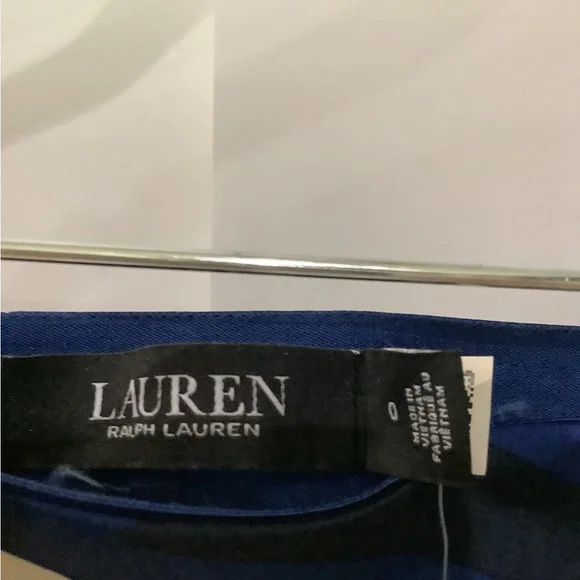 LAUREN
RALPH LAUREN
0
MADE IN
VIETNAM
FABRIQUÉ AU
VIETNAM